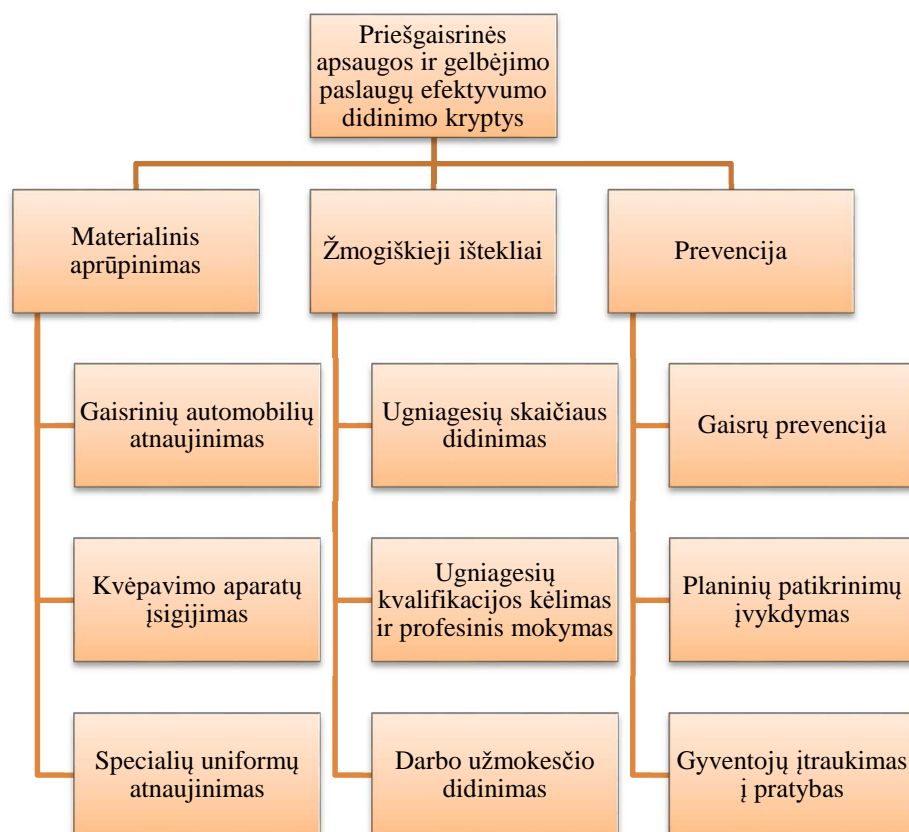 Priešgaisrinės
apsaugos ir gelbėjimo
paslaugų efektyvumo
didinimo kryptys
Materialinis
aprūpinimas
Žmogiškieji ištekliai
Prevencija
Gaisrinių automobilių
atnaujinimas
Ugniagesių skaičiaus
didinimas
Gaisrų prevencija
Kvėpavimo aparatų
įsigijimas
Ugniagesių
kvalifikacijos kėlimas
ir profesinis mokymas
Planinių patikrinimų
įvykdymas
Specialių uniformų
atnaujinimas
Darbo užmokesčio
didinimas
Gyventojų įtraukimas
į pratybas